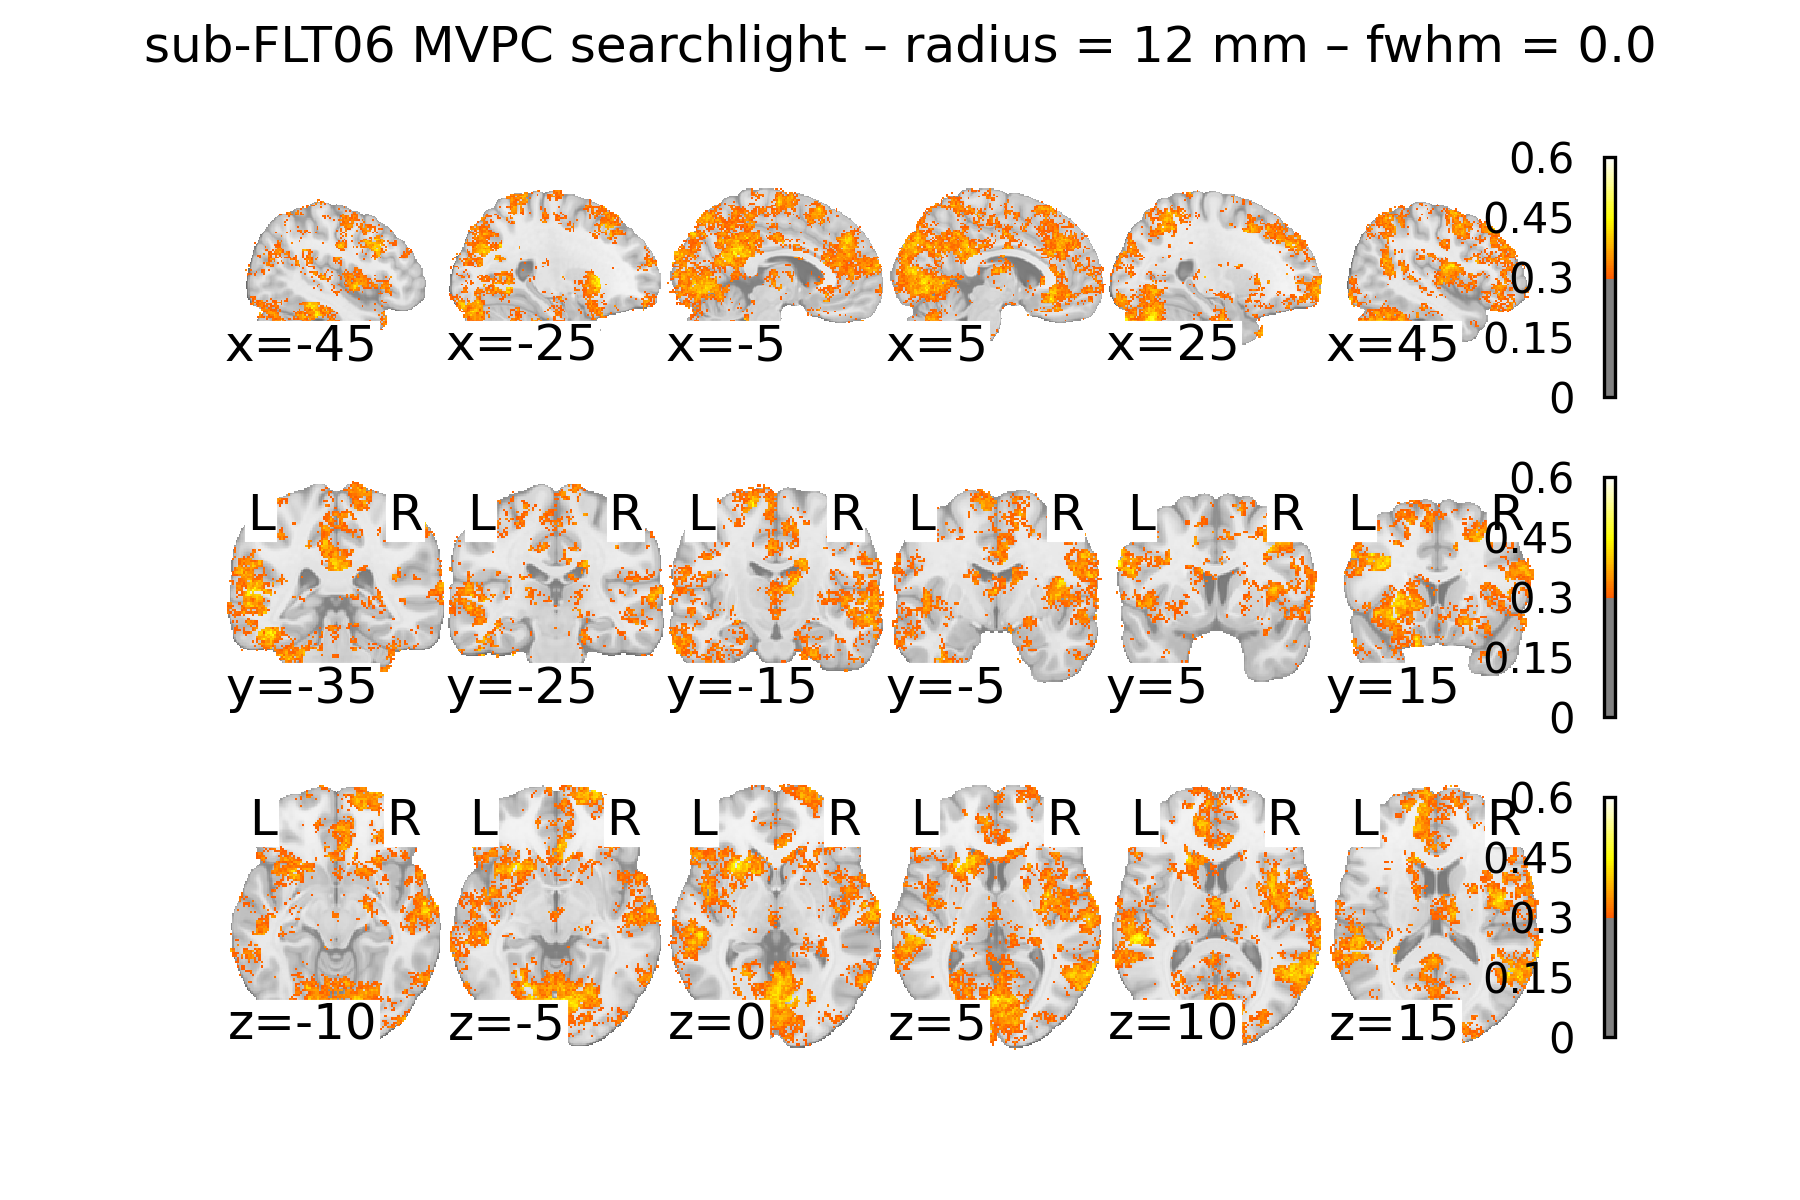 sub-FLT06 MVPC searchlight – radius = 12 mm – fwhm = 0.0
0.6
0.45
0.3
0.15
0
x=-45 x=-25 x=-5 x=5 x=25 x=45
L R L R L R L R L R L R
0.6
0.45
0.3
0.15
0
y=-35 y=-25 y=-15 y=-5 y=5 y=15
L R L R L R L R L R L R
0.6
0.45
0.3
0.15
0
z=-10 z=-5 z=0 z=5 z=10 z=15